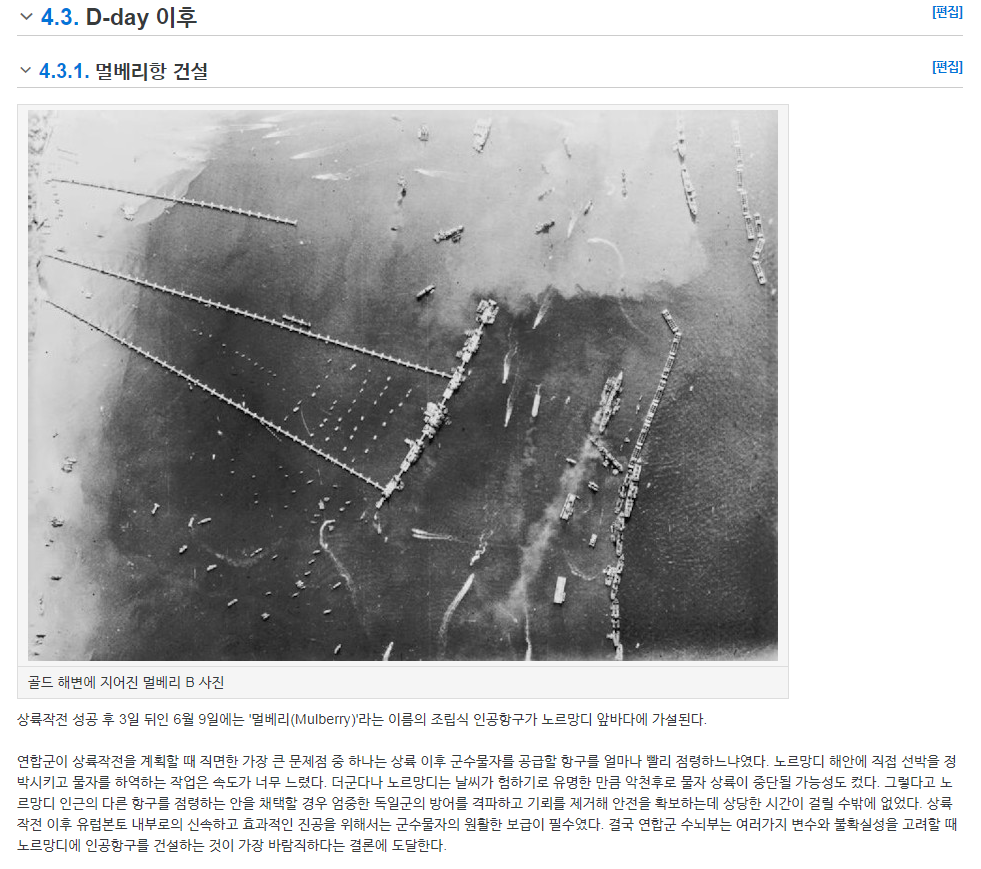 4.3. D-day 이후
[편집]
4.3.1. 멀베리항 건설
[편집]
골드 해변에 지어진 멀베리 B 사진
상륙작전 성공 후 3일 뒤인 6월 9일에는 '멀베리(Mulberry)'라는 이름의 조립식 인공항구가 노르망디 앞바다에 가설된다.
연합군이 상륙작전을 계획할 때 직면한 가장 큰 문제점 중 하나는 상륙 이후 군수물자를 공급할 항구를 얼마나 빨리 점령하느냐였다. 노르망디 해안에 직접 선박을 정
박시키고 물자를 하역하는 작업은 속도가 너무 느렸다. 더군다나 노르망디는 날씨가 험하기로 유명한 만큼 악천후로 물자 상륙이 중단될 가능성도 컸다. 그렇다고 노
르망디 인근의 다른 항구를 점령하는 안을 채택할 경우 엄중한 독일군의 방어를 격파하고 기뢰를 제거해 안전을 확보하는데 상당한 시간이 걸릴 수밖에 없었다. 상륙
작전 이후 유럽본토 내부로의 신속하고 효과적인 진공을 위해서는 군수물자의 원활한 보급이 필수였다. 결국 연합군 수뇌부는 여러가지 변수와 불확실성을 고려할 때
노르망디에 인공항구를 건설하는 것이 가장 바람직하다는 결론에 도달한다.